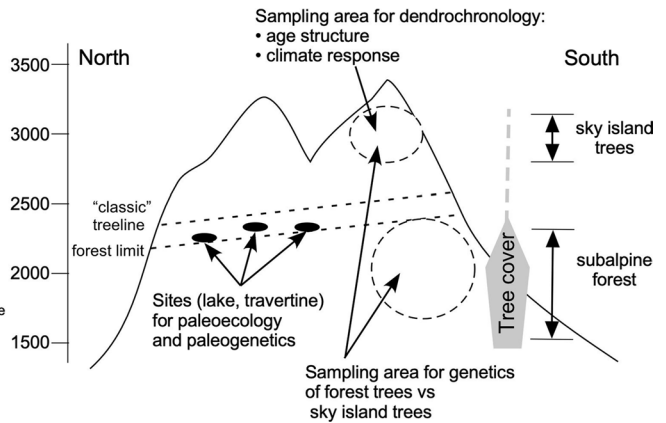 Sampling area for dendrochronology:
• age structure
• climate response
North
South
3500
3000
2500
2000
1500
sky island
trees
"classic"
treeline
forest limit
subalpine
forest
Tree cover
Sites (lake, travertine)
for paleoecology
and paleogenetics
Sampling area for genetics
of forest trees vs
sky island trees
e